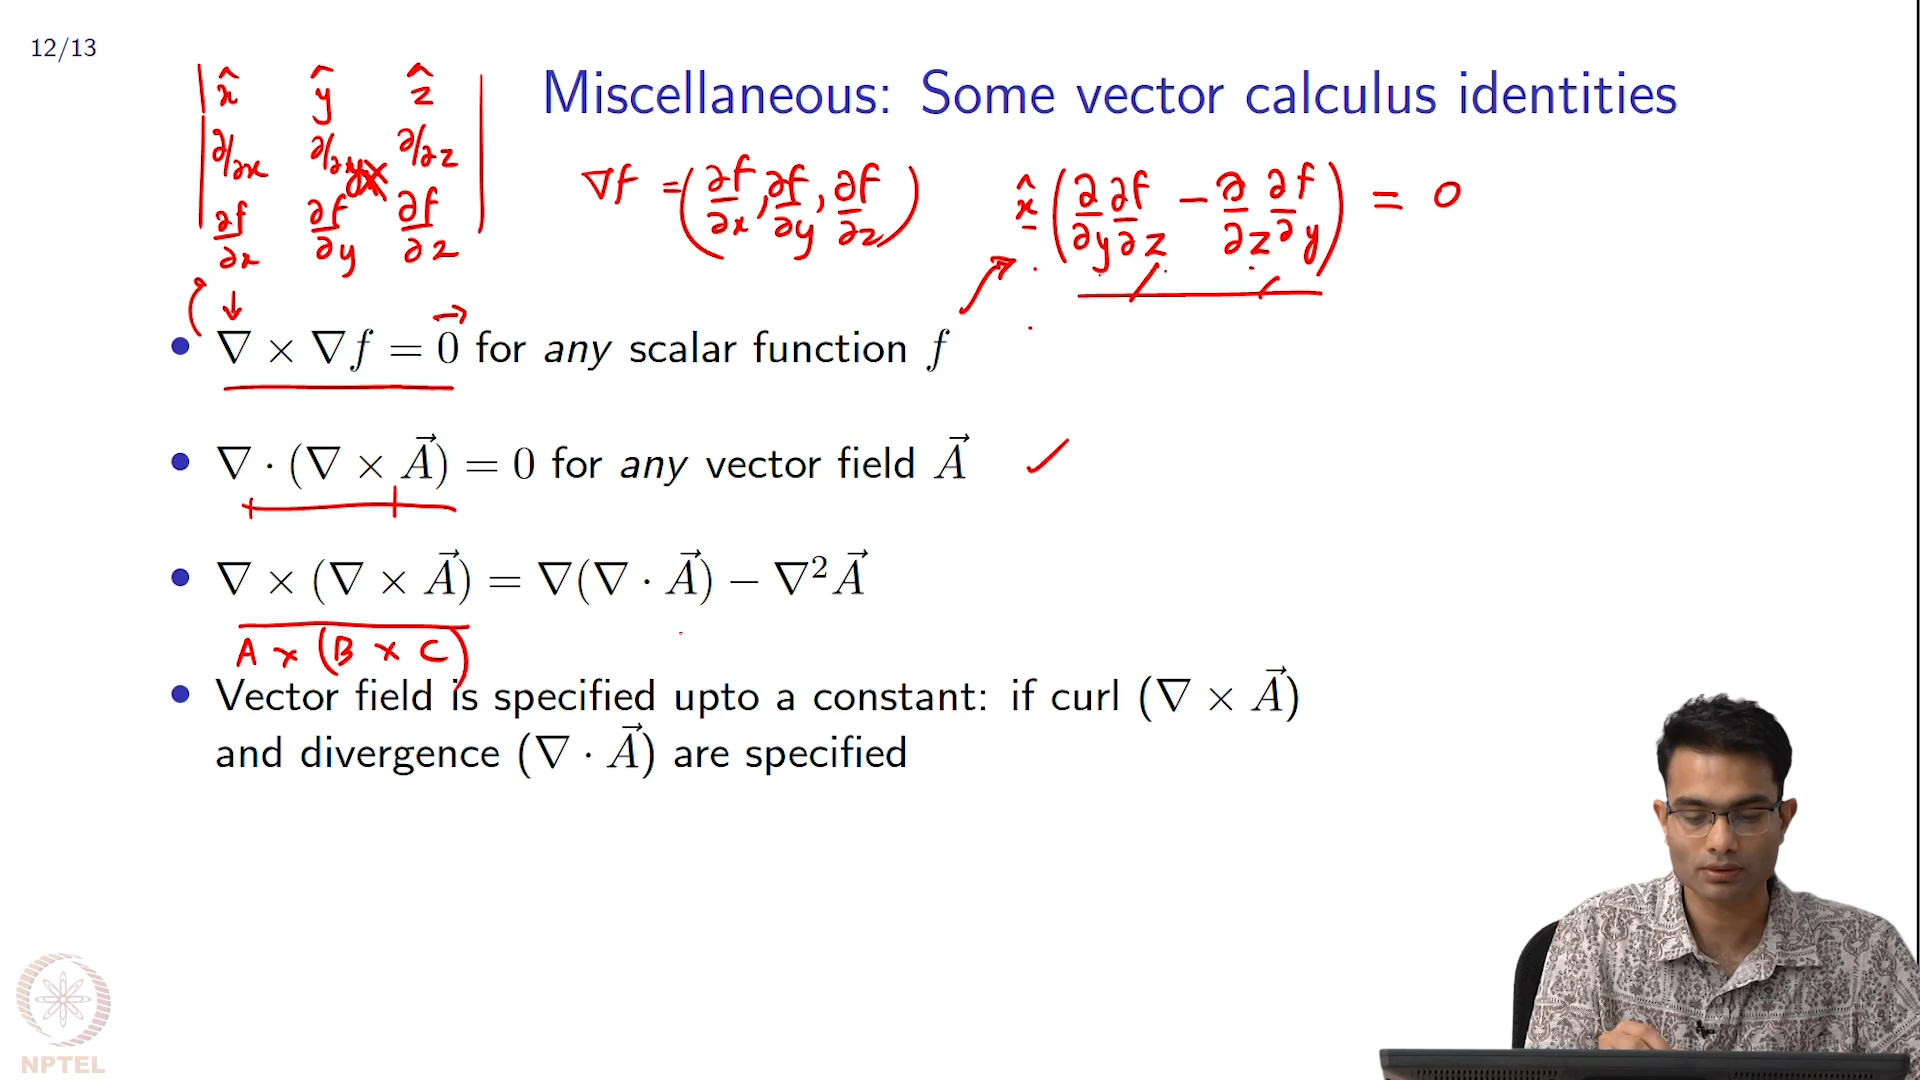 12/13
Miscellaneous: Some vector calculus identities
| x̂ ŷ ẑ |
| ∂/∂x ∂/∂y ∂/∂z |
| ∂f/∂x ∂f/∂y ∂f/∂z |
∇f = (∂f/∂x, ∂f/∂y, ∂f/∂z)
x̂ (∂/∂y ∂f/∂z − ∂/∂z ∂f/∂y) = 0
• ∇ × ∇f = 0⃗ for any scalar function f
• ∇ · (∇ × A⃗) = 0 for any vector field A⃗ ✓
• ∇ × (∇ × A⃗) = ∇(∇ · A⃗) − ∇²A⃗
A × (B × C)
• Vector field is specified upto a constant: if curl (∇ × A⃗)
and divergence (∇ · A⃗) are specified
NPTEL